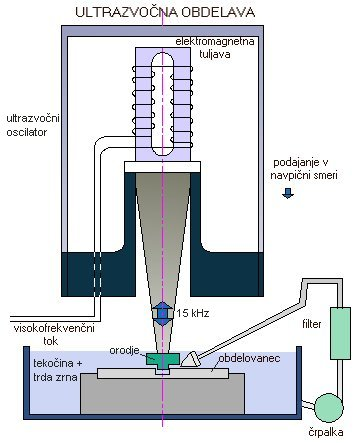 ULTRAZVOČNA OBDELAVA
elektromagnetna
tuljava
ultrazvočni
oscilator
podajanje v
navpični smeri
15 kHz
visokofrekvenčni
tok
filter
orodje
obdelovanec
tekočina +
trda zrna
črpalka